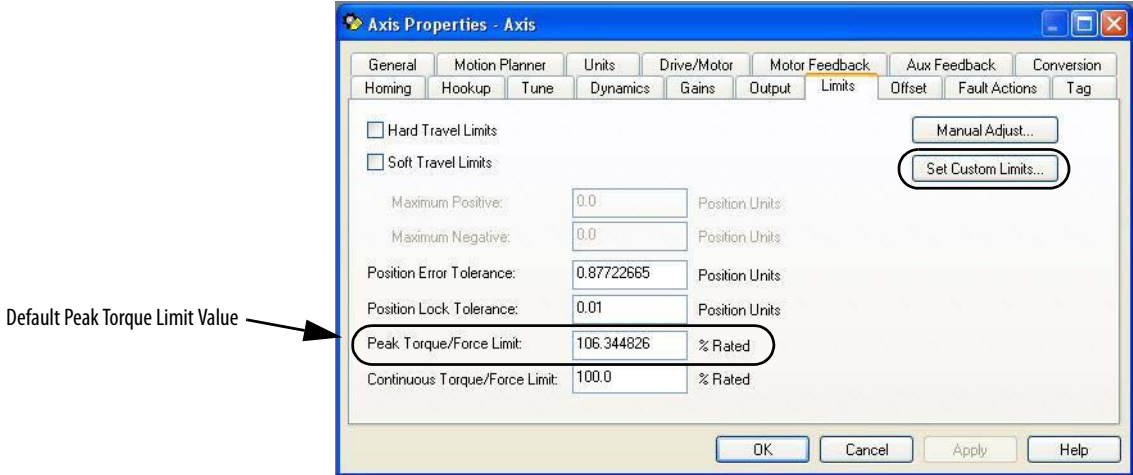 Axis Properties - Axis
General Motion Planner Units Drive/Motor Motor Feedback Aux Feedback Conversion
Homing Hookup Tune Dynamics Gains Output Limits Offset Fault Actions Tag
Hard Travel Limits
Manual Adjust...
Soft Travel Limits
Set Custom Limits...
Maximum Positive: 0.0 Position Units
Maximum Negative: 0.0 Position Units
Position Error Tolerance: 0.87722665 Position Units
Position Lock Tolerance: 0.01 Position Units
Default Peak Torque Limit Value
Peak Torque/Force Limit: 106.344826 % Rated
Continuous Torque/Force Limit: 100.0 % Rated
OK Cancel Apply Help